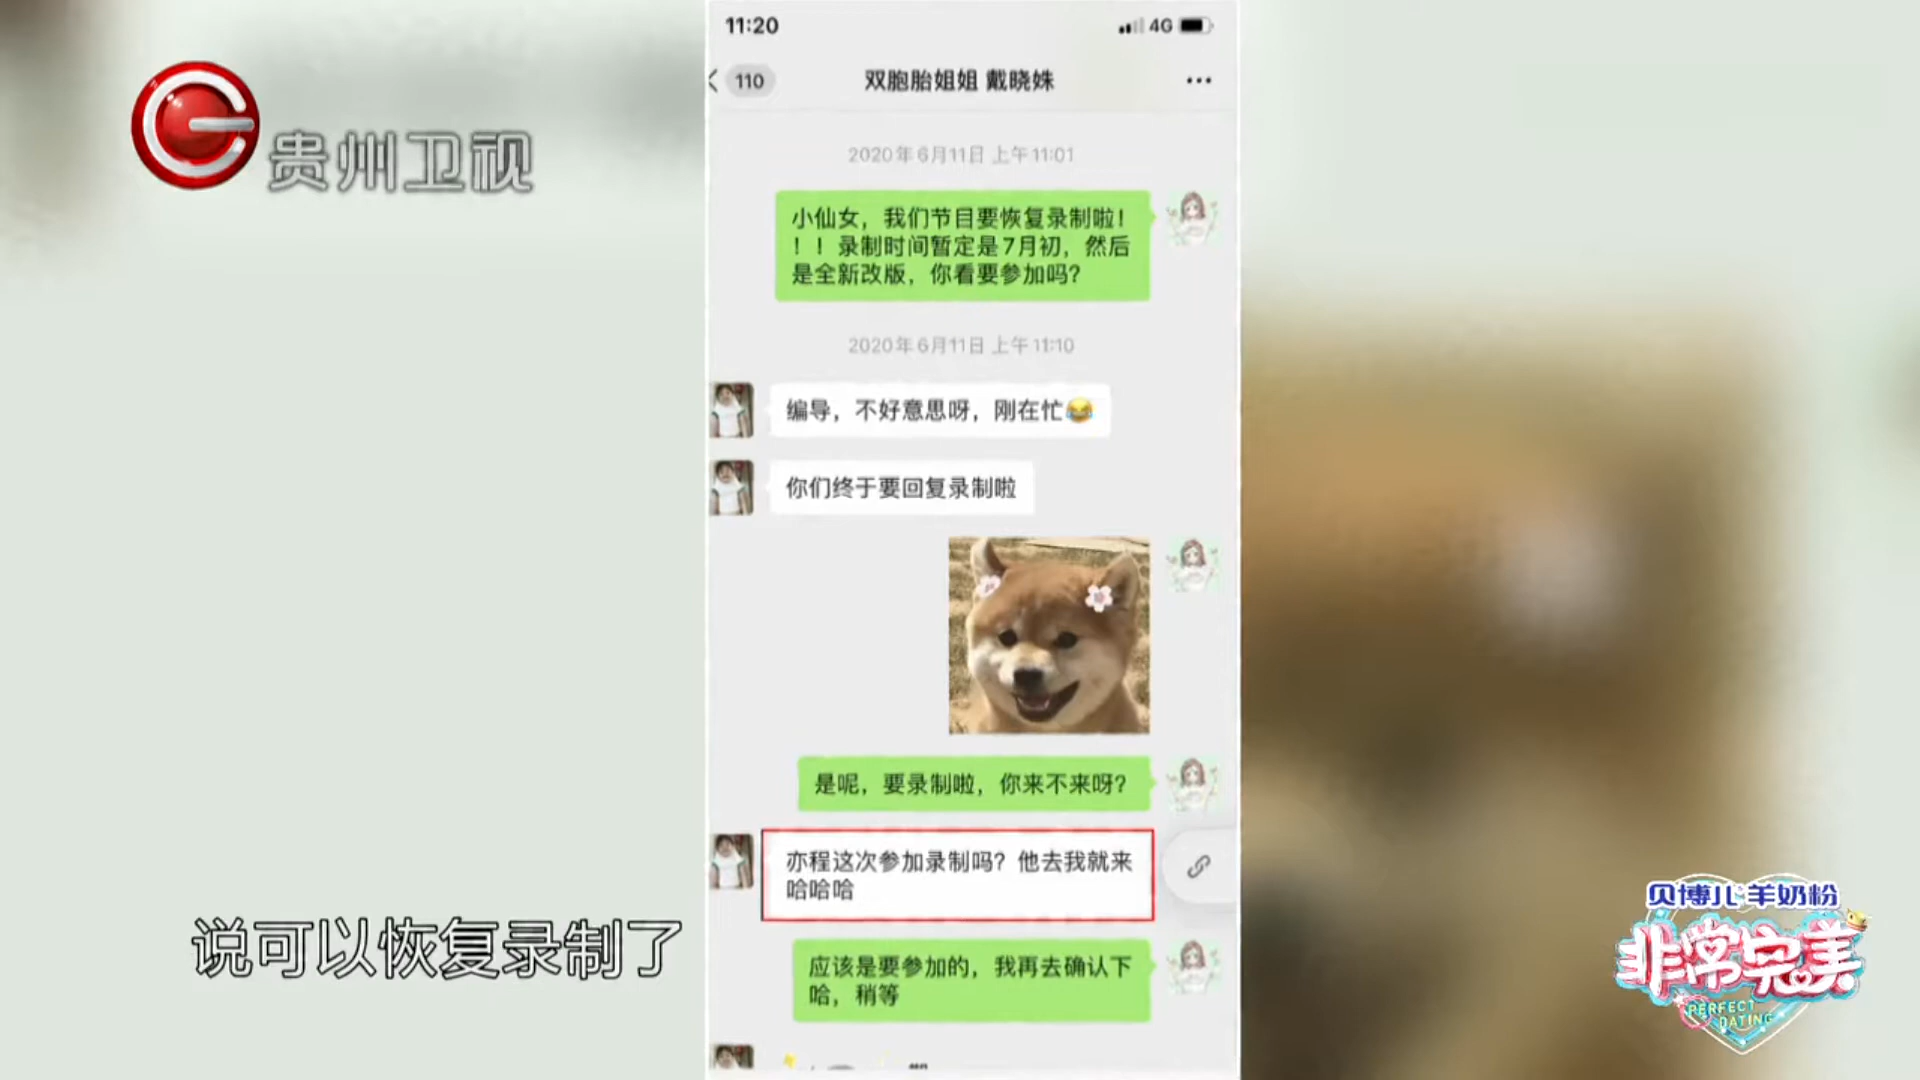 11:20
4G
110
双胞胎姐姐 戴晓姝
贵州卫视
2020年6月11日 上午11:01
小仙女，我们节目要恢复录制啦！
！！录制时间暂定是7月初，然后
是全新改版，你看要参加吗？
2020年6月11日 上午11:10
编导，不好意思呀，刚在忙😂
你们终于要回复录制啦
是呢，要录制啦，你来不来呀？
亦程这次参加录制吗？他去我就来
哈哈哈
应该是要参加的，我再去确认下
哈，稍等
说可以恢复录制了
贝博儿羊奶粉
非常完美
PERFECT
DATING